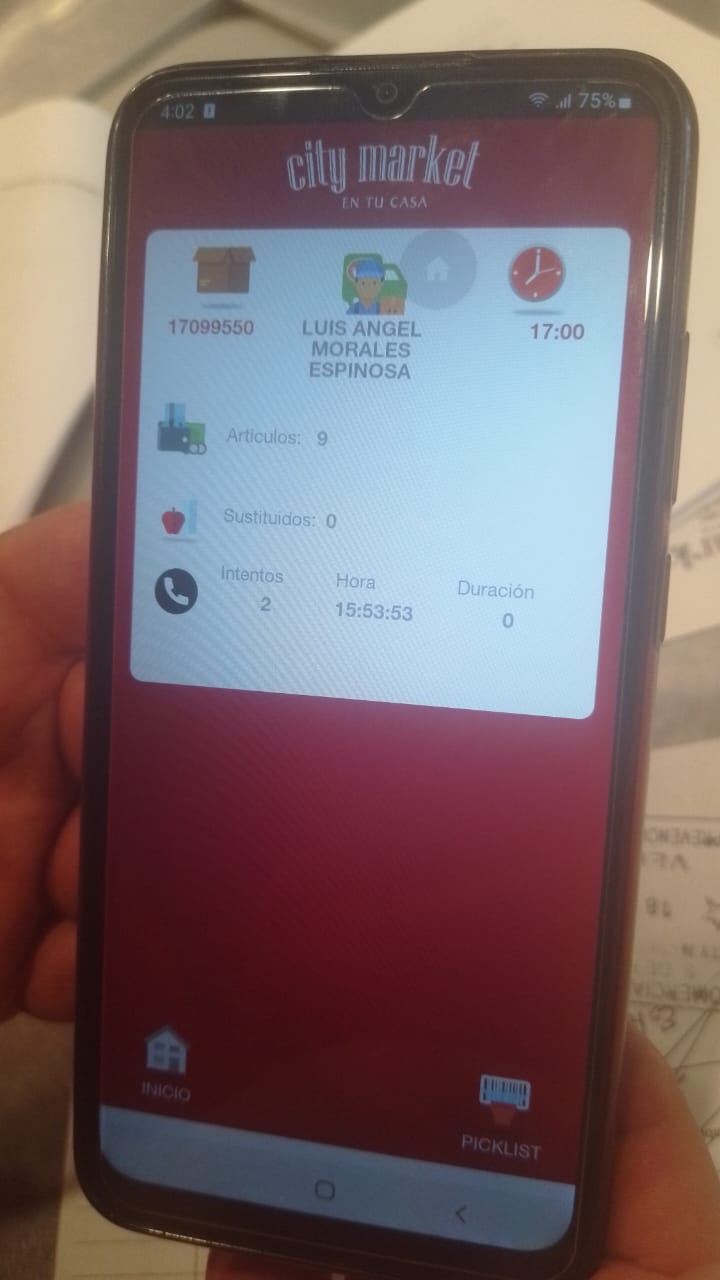 4:02
75%
city market
EN TU CASA
17099550
LUIS ANGEL
MORALES
ESPINOSA
17:00
Artículos: 9
Sustituidos: 0
Intentos Hora Duración
2 15:53:53 0
INICIO
PICKLIST